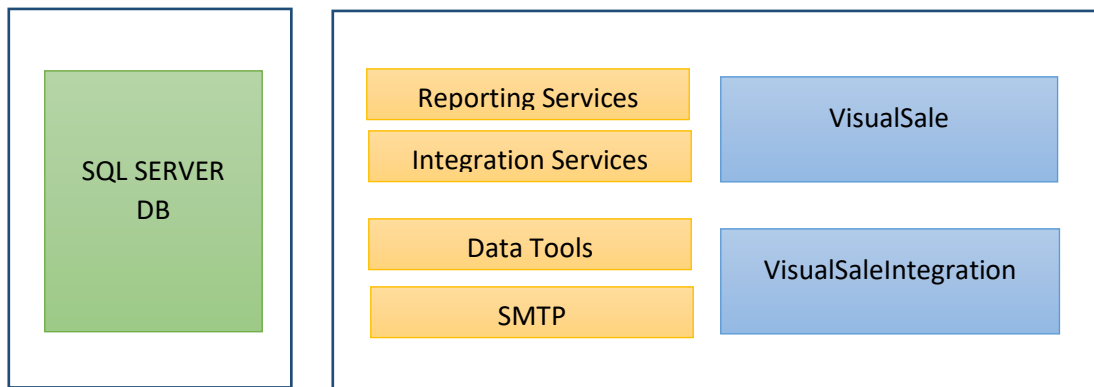 SQL SERVER
DB
Reporting Services
Integration Services
Data Tools
SMTP
VisualSale
VisualSaleIntegration